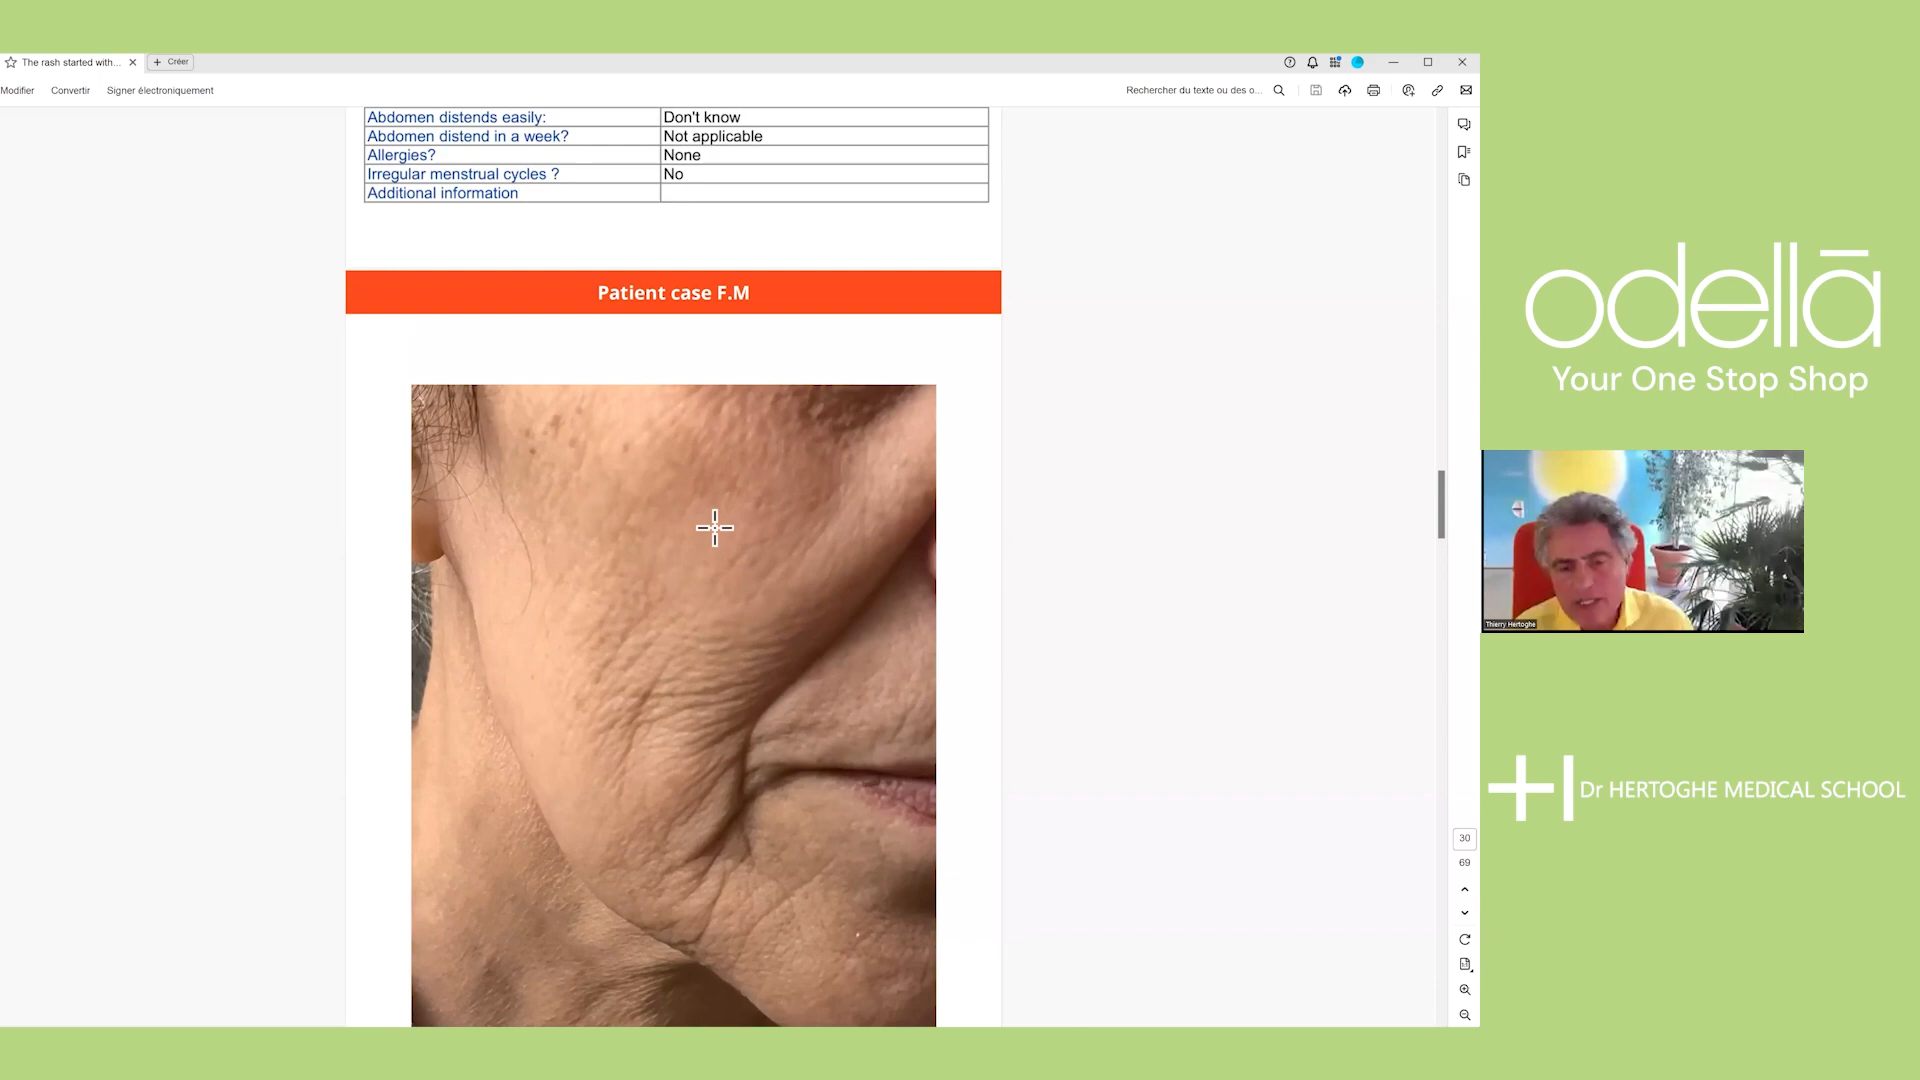 The rash started with...
Créer
Modifier
Convertir
Signer électroniquement
Rechercher du texte ou des o...
Abdomen distends easily: Don't know
Abdomen distend in a week? Not applicable
Allergies? None
Irregular menstrual cycles ? No
Additional information
Patient case F.M
odellā
Your One Stop Shop
Thierry Hertoghe
Dr HERTOGHE MEDICAL SCHOOL
30
69